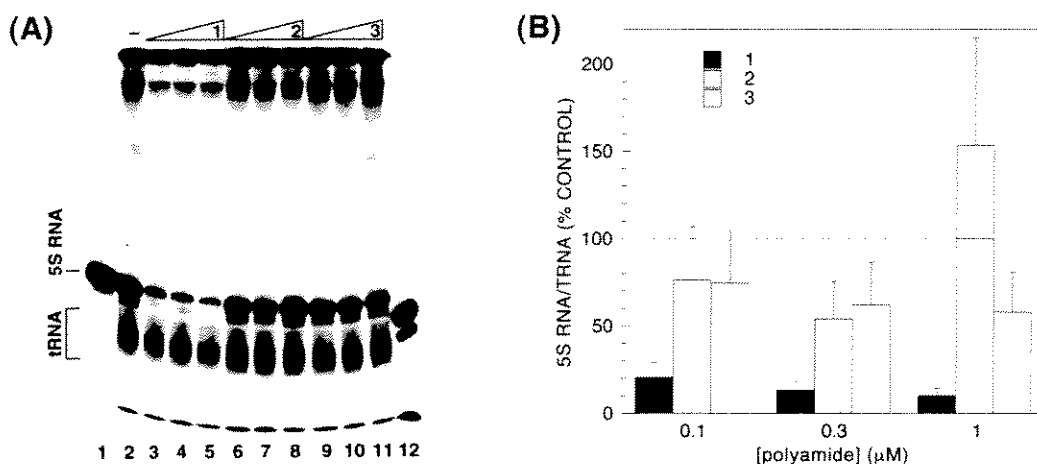 (A)
– 1 2 3
5S RNA
tRNA
1 2 3 4 5 6 7 8 9 10 11 12
(B)
5S RNA/TRNA (% CONTROL)
200
150
100
50
0
1
2
3
0.1 0.3 1
[polyamide] (μM)